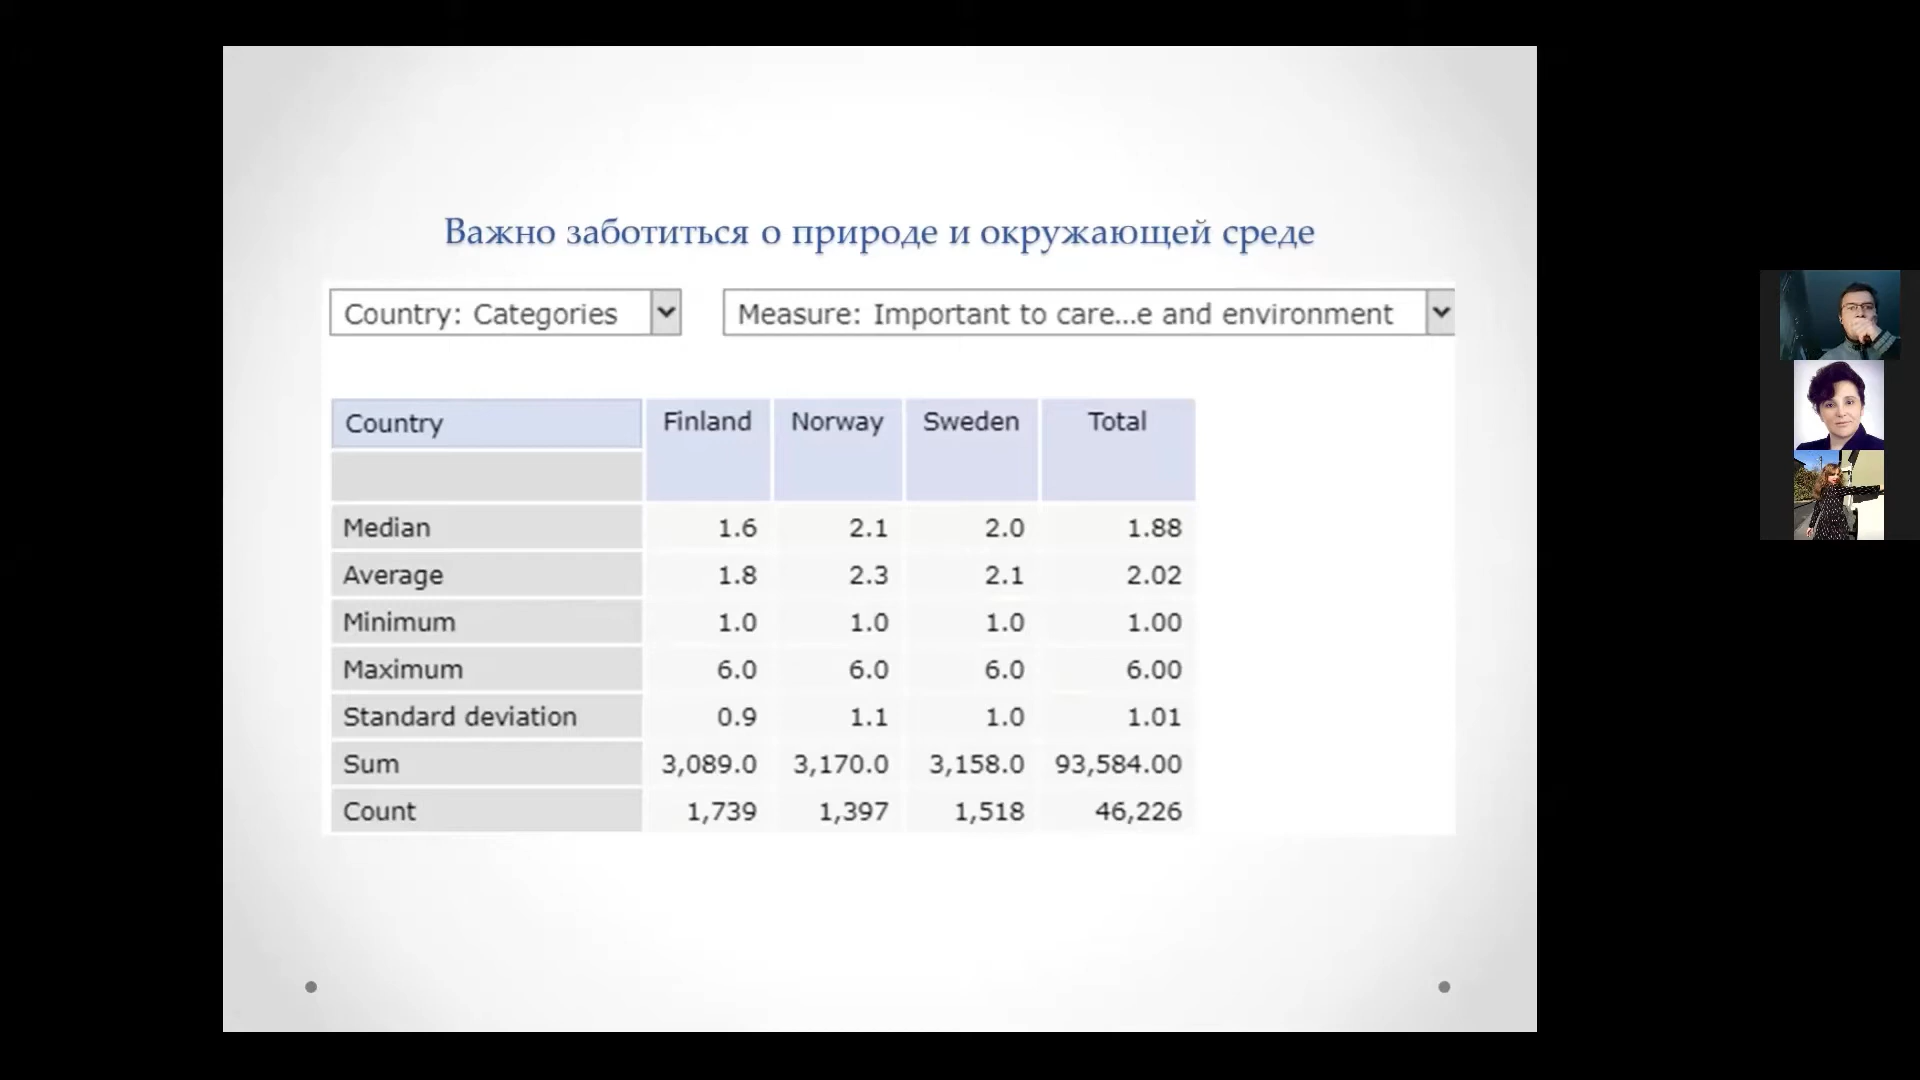 Важно заботиться о природе и окружающей среде
Country: Categories Measure: Important to care...e and environment
Country Finland Norway Sweden Total
Median 1.6 2.1 2.0 1.88
Average 1.8 2.3 2.1 2.02
Minimum 1.0 1.0 1.0 1.00
Maximum 6.0 6.0 6.0 6.00
Standard deviation 0.9 1.1 1.0 1.01
Sum 3,089.0 3,170.0 3,158.0 93,584.00
Count 1,739 1,397 1,518 46,226